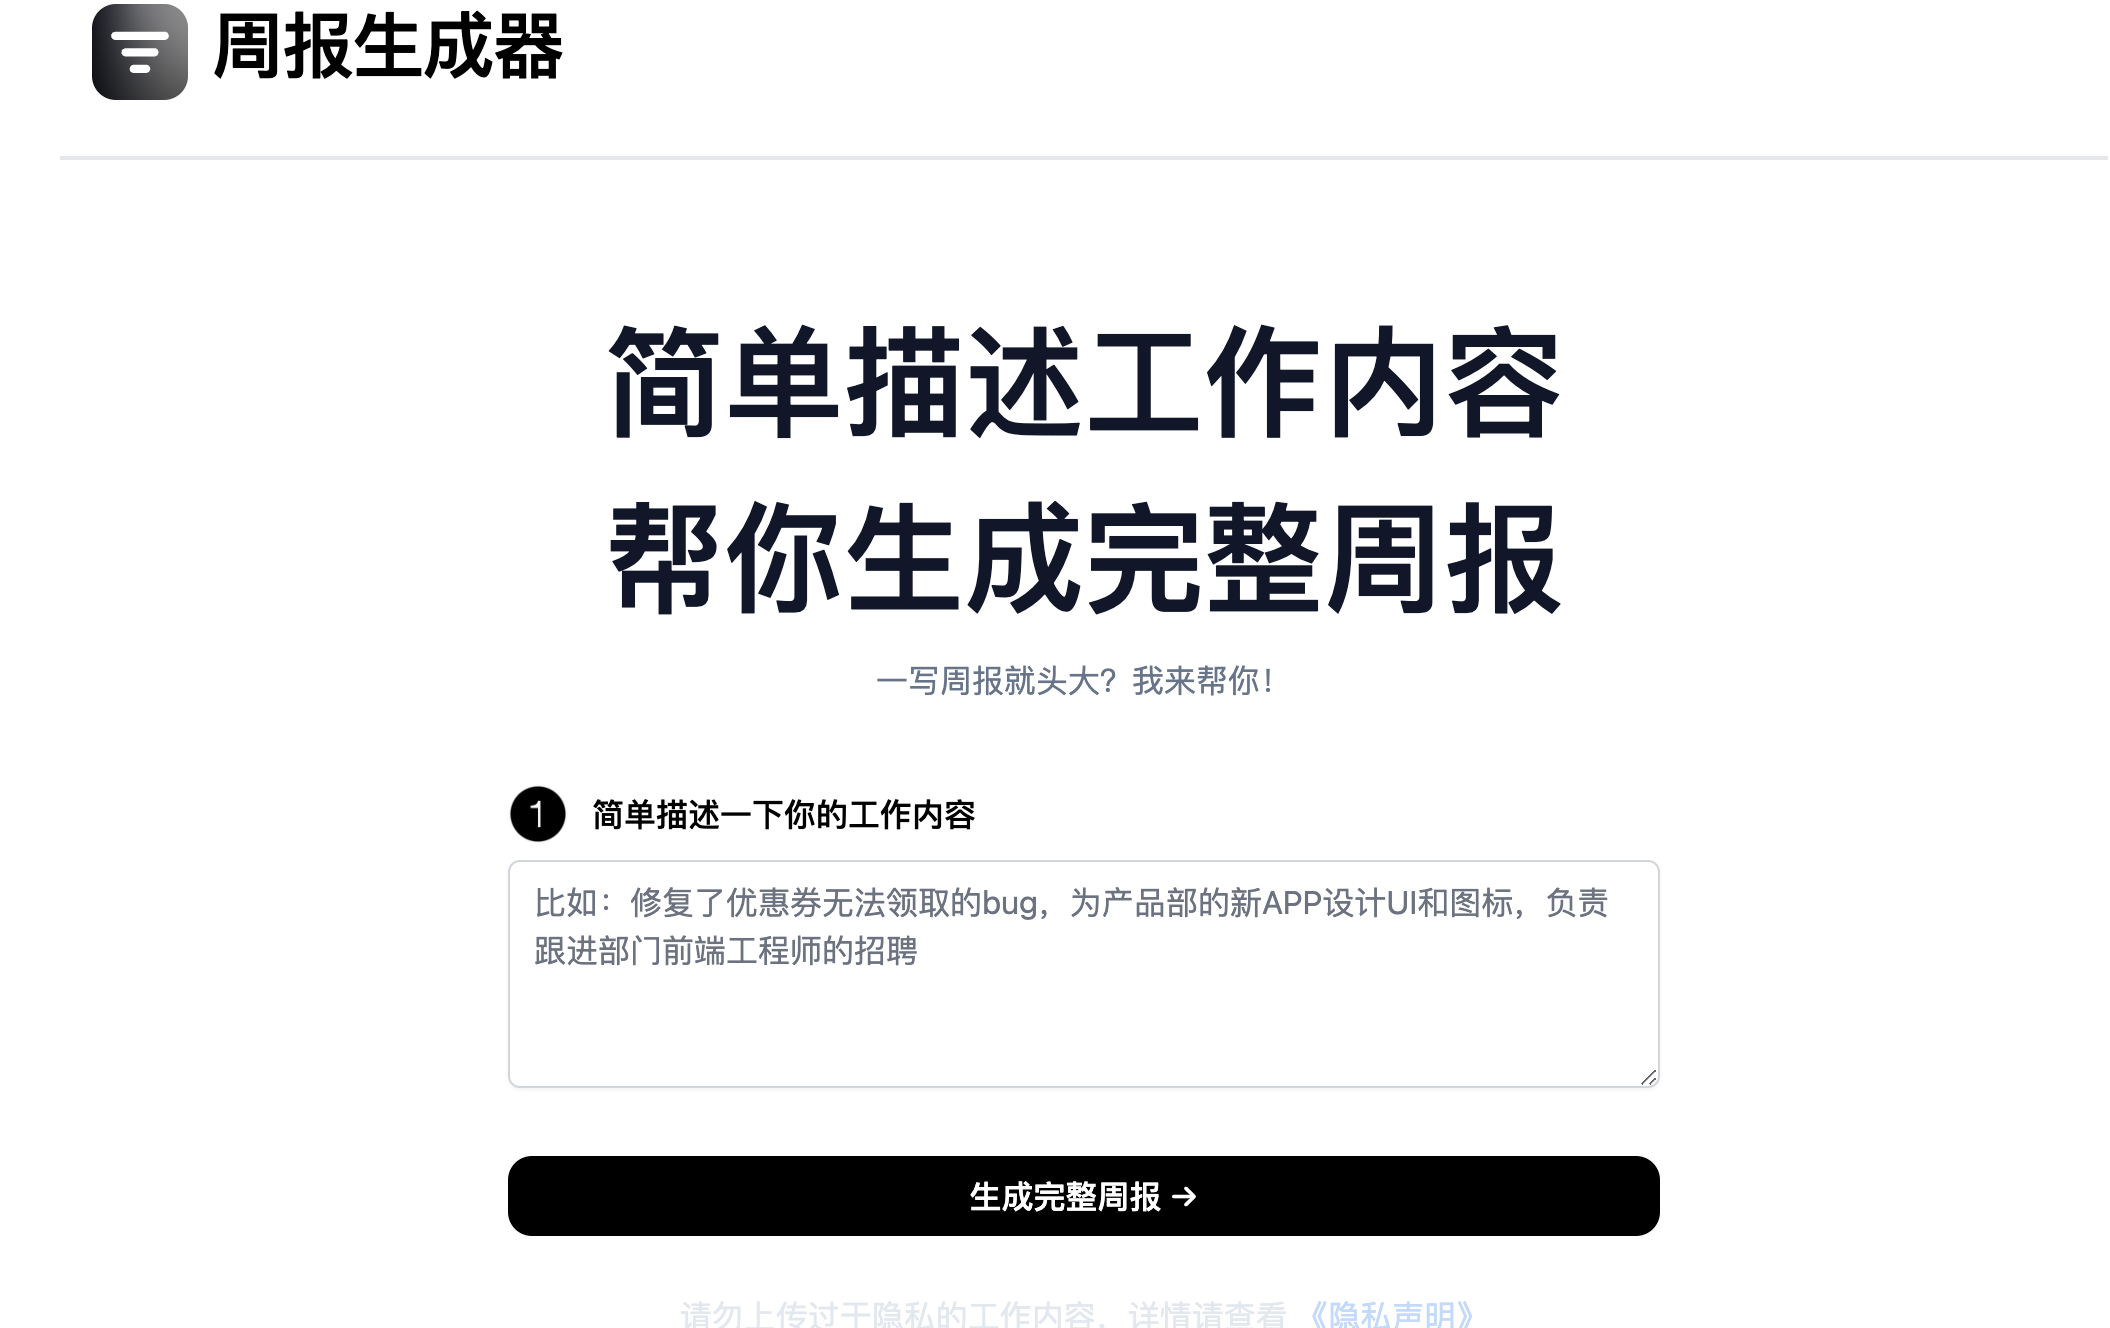 周报生成器
简单描述工作内容
帮你生成完整周报
一写周报就头大？我来帮你！
1 简单描述一下你的工作内容
比如：修复了优惠券无法领取的bug，为产品部的新APP设计UI和图标，负责
跟进部门前端工程师的招聘
生成完整周报 →
请勿上传过于隐私的工作内容，详情请查看 《隐私声明》